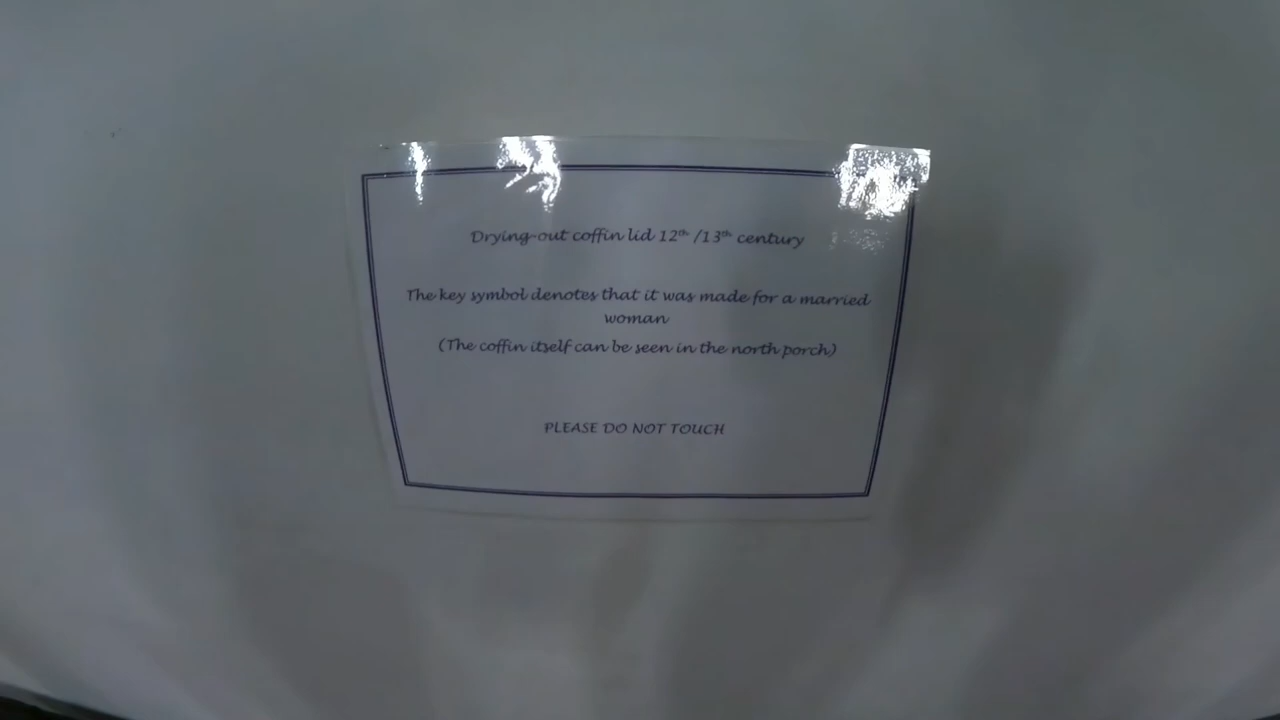 Drying-out coffin lid 12th /13th century
The key symbol denotes that it was made for a married
woman
(The coffin itself can be seen in the north porch)
PLEASE DO NOT TOUCH